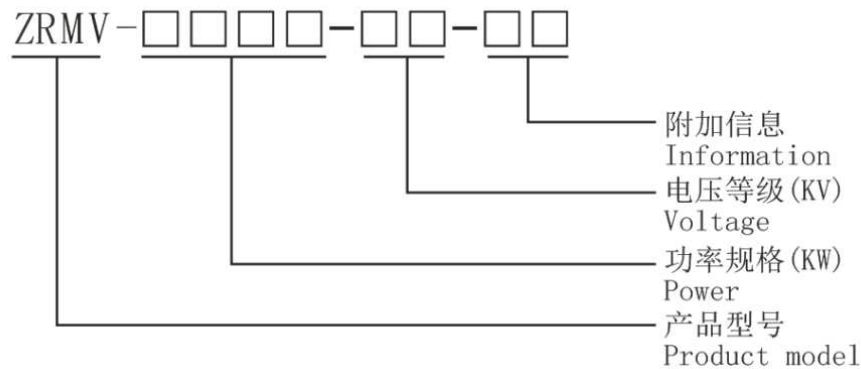 ZRMV-□□□□-□□-□□
附加信息
Information
电压等级(KV)
Voltage
功率规格(KW)
Power
产品型号
Product model